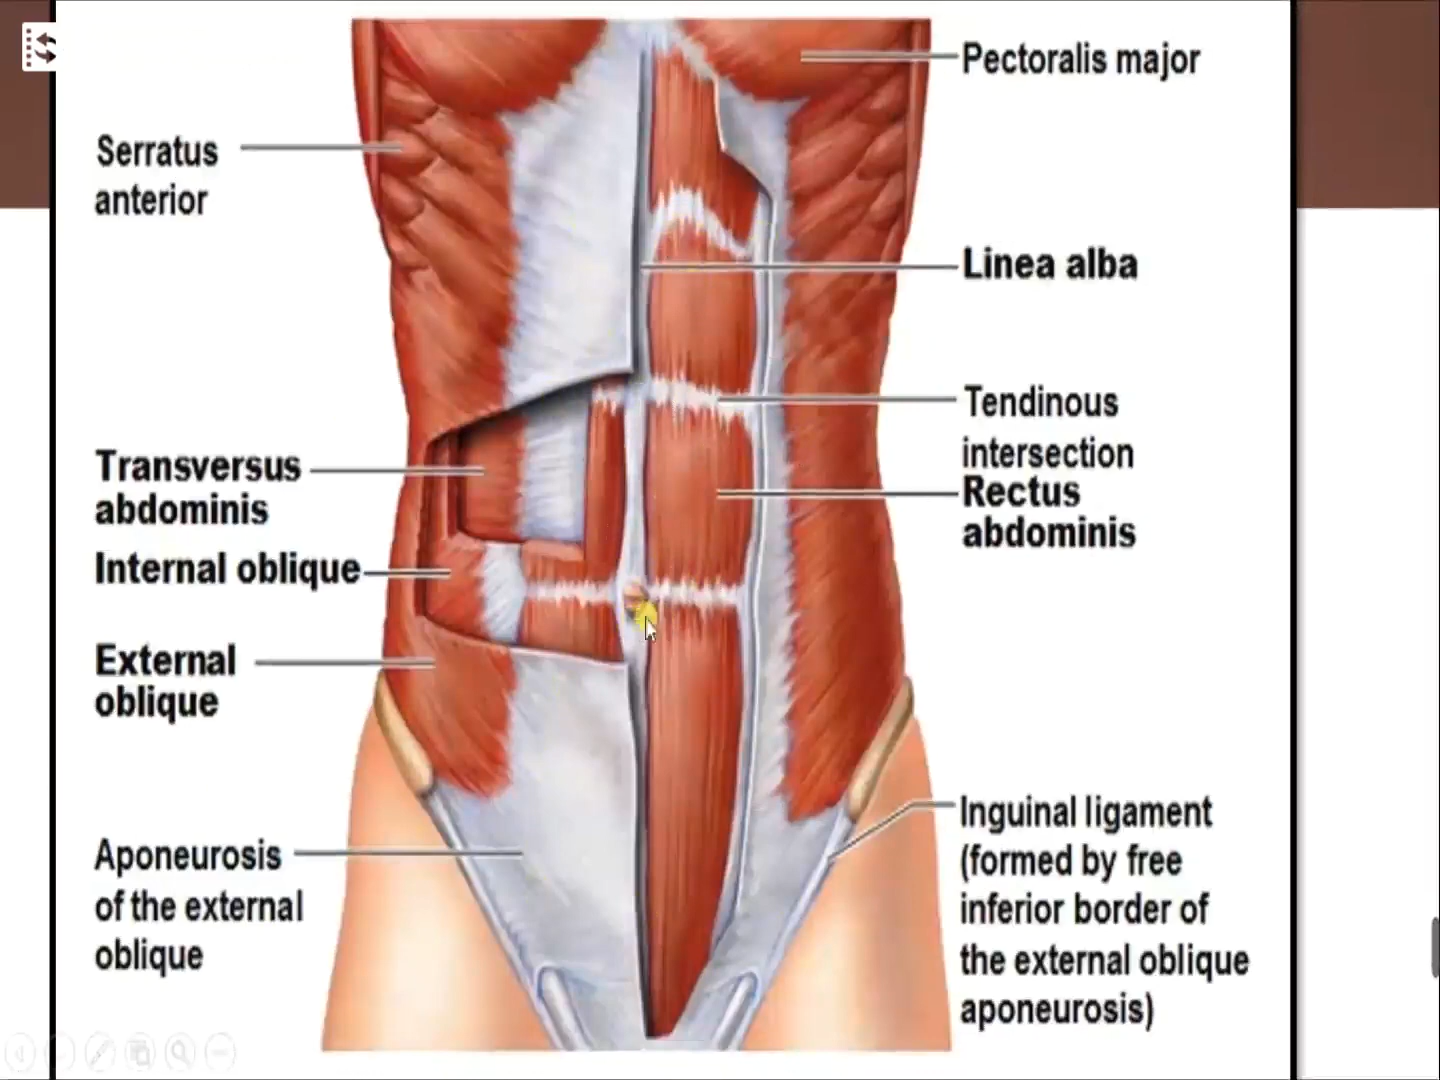 Pectoralis major
Serratus
anterior
Linea alba
Tendinous
intersection
Rectus
abdominis
Transversus
abdominis
Internal oblique
External
oblique
Aponeurosis
of the external
oblique
Inguinal ligament
(formed by free
inferior border of
the external oblique
aponeurosis)